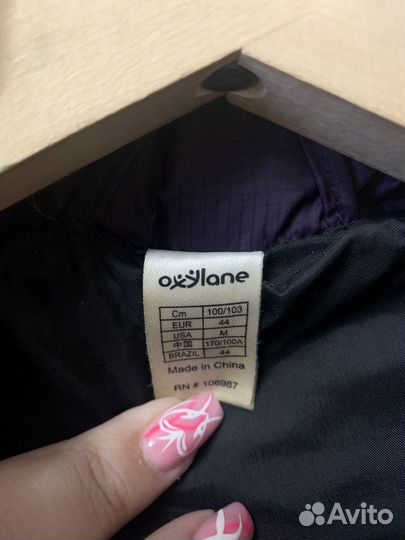 oxylane
Cm 100/103
EUR 44
USA M
中国 170/100A
BRAZIL 44
Made in China
RN # 106987
Avito